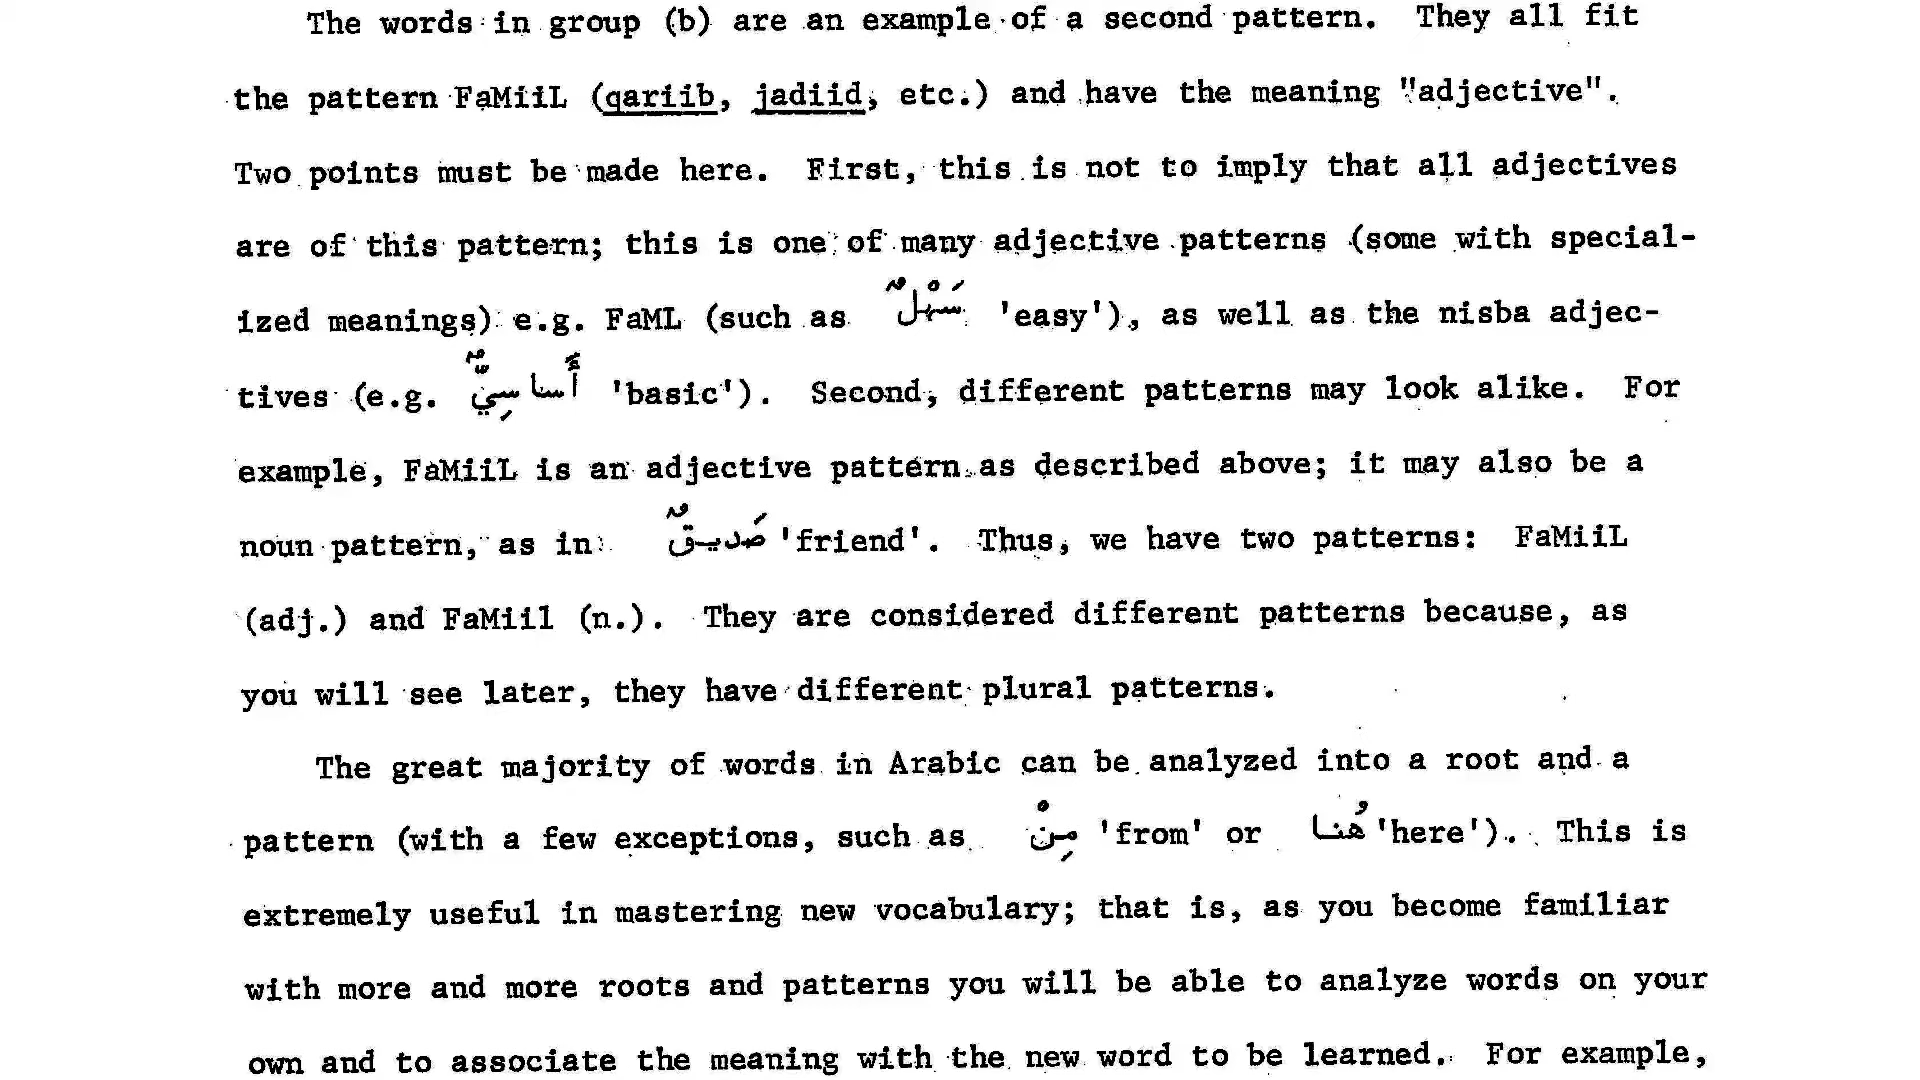 The words in group (b) are an example of a second pattern. They all fit
the pattern FaMiiL (qariib, jadiid, etc.) and have the meaning "adjective".
Two points must be made here. First, this is not to imply that all adjectives
are of this pattern; this is one of many adjective patterns (some with special-
ized meanings) e.g. FaML (such as سَهْلٌ 'easy'), as well as the nisba adjec-
tives (e.g. أَساسِيٌّ 'basic'). Second, different patterns may look alike. For
example, FaMiiL is an adjective pattern as described above; it may also be a
noun pattern, as in صَديقٌ 'friend'. Thus, we have two patterns: FaMiiL
(adj.) and FaMiil (n.). They are considered different patterns because, as
you will see later, they have different plural patterns.
The great majority of words in Arabic can be analyzed into a root and a
pattern (with a few exceptions, such as مِنْ 'from' or هُنا 'here'). This is
extremely useful in mastering new vocabulary; that is, as you become familiar
with more and more roots and patterns you will be able to analyze words on your
own and to associate the meaning with the new word to be learned. For example,